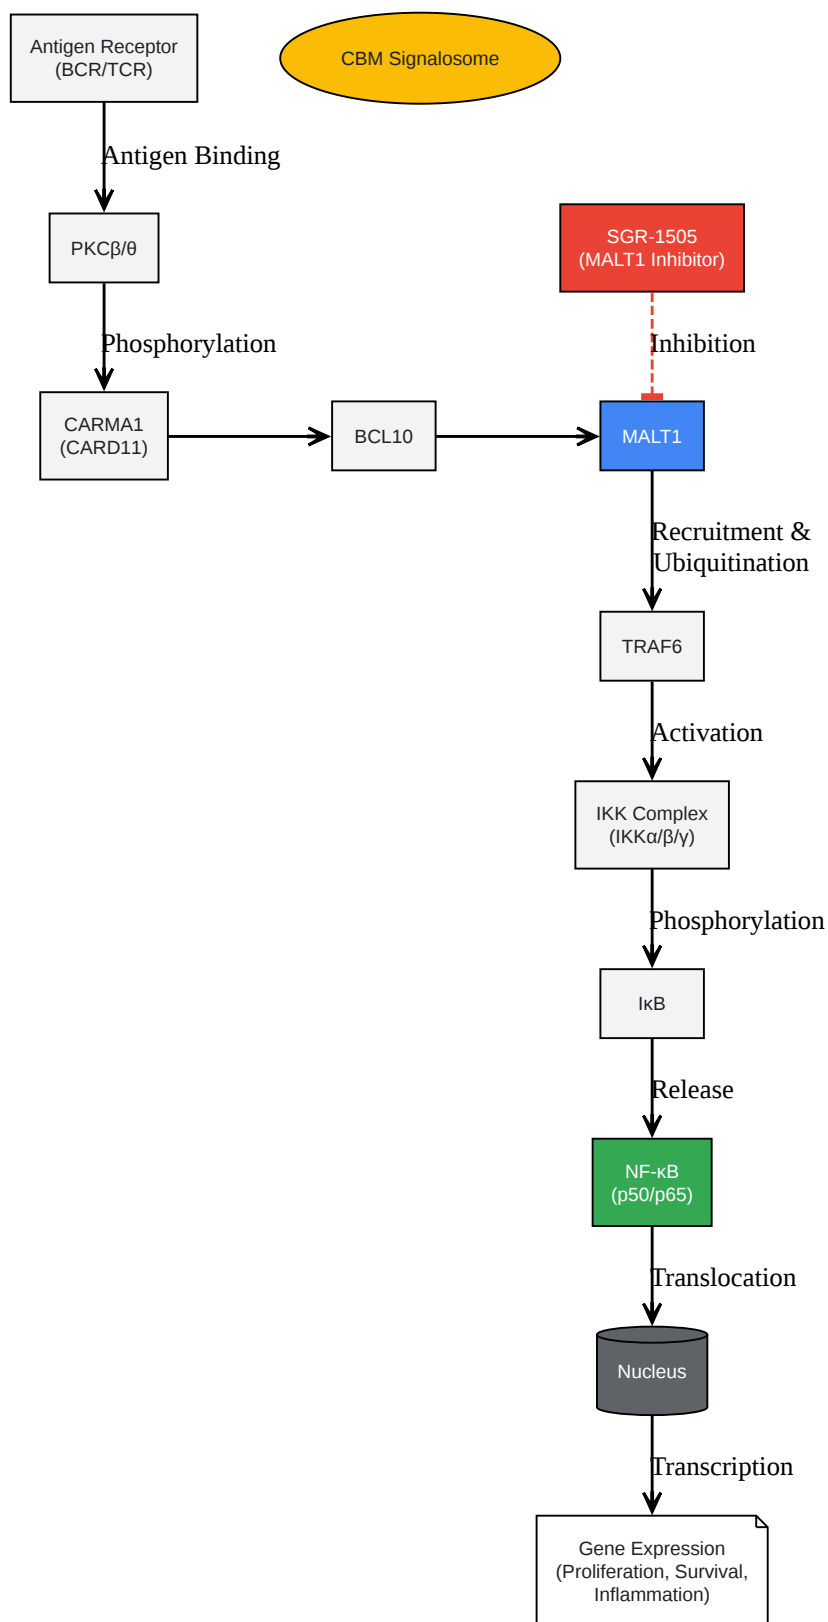 Antigen Receptor
(BCR/TCR)
CBM Signalosome
Antigen Binding
PKCβ/θ
SGR-1505
(MALT1 Inhibitor)
Phosphorylation
Inhibition
CARMA1
(CARD11)
BCL10
MALT1
Recruitment &
Ubiquitination
TRAF6
Activation
IKK Complex
(IKKα/β/γ)
Phosphorylation
IκB
Release
NF-κB
(p50/p65)
Translocation
Nucleus
Transcription
Gene Expression
(Proliferation, Survival,
Inflammation)